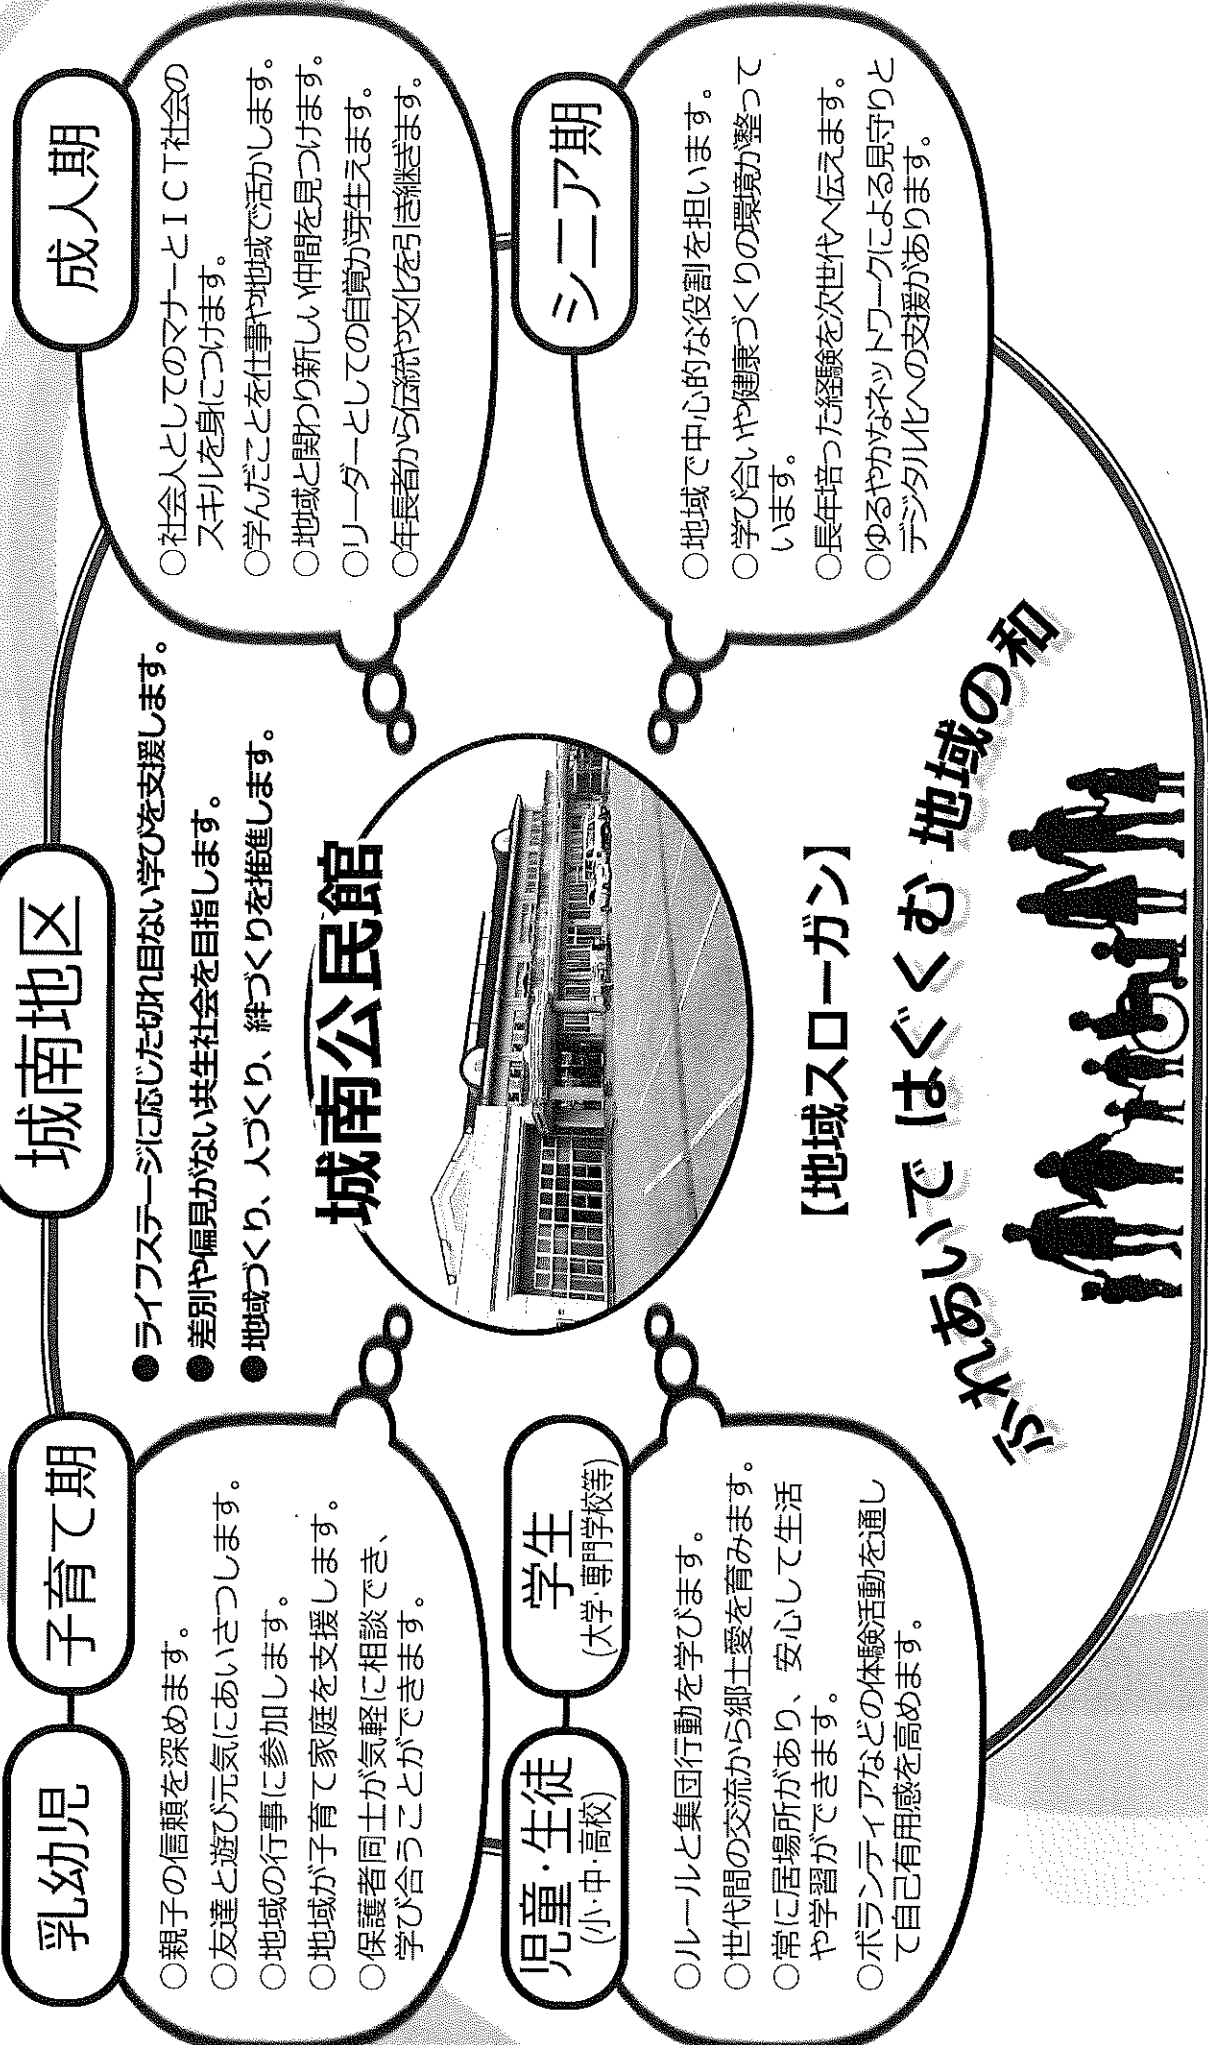 城南地区
●ライフステージに応じた切れ目ない学びを支援します。
●差別や偏見がない共生社会を目指します。
●地域づくり、人づくり、絆づくりを推進します。
城南公民館
乳幼児
子育て期
○親子の信頼を深めます。
○友達と遊び元気にあいさつします。
○地域の行事に参加します。
○地域が子育て家庭を支援します。
○保護者同士が気軽に相談でき、
学び合うことができます。
成人期
○社会人としてのマナーとＩＣＴ社会の
スキルを身につけます。
○学んだことを仕事や地域で活かします。
○地域と関わり新しい仲間を見つけます。
○リーダーとしての自覚が芽生えます。
○年長者から伝統や文化を引き継ぎます。
児童・生徒
(小・中・高校)
学生
(大学・専門学校等)
○ルールと集団行動を学びます。
○世代間の交流から郷土愛を育みます。
○常に居場所があり、安心して生活
や学習ができます。
○ボランティアなどの体験活動を通し
て自己有用感を高めます。
シニア期
○地域で中心的な役割を担います。
○学び合いや健康づくりの環境が整って
います。
○長年培った経験を次世代へ伝えます。
○ゆるやかなネットワークによる見守りと
デジタル化への支援があります。
【地域スローガン】
ふれあいで はぐくむ 地域の和